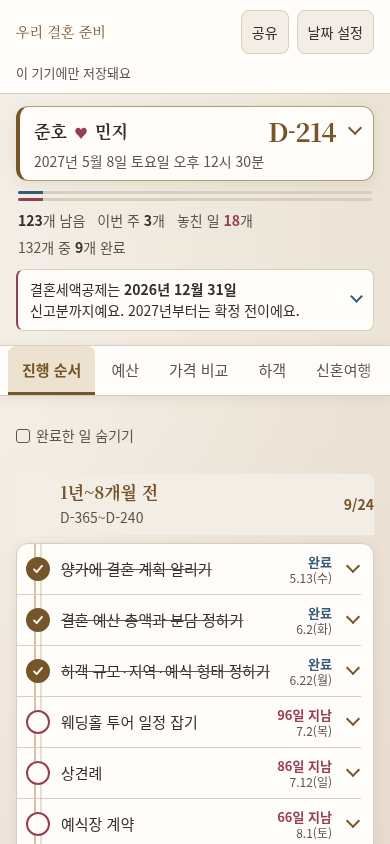 우리 결혼 준비
공유
날짜 설정
이 기기에만 저장돼요
준호 ♥ 민지
D-214
2027년 5월 8일 토요일 오후 12시 30분
123개 남음 이번 주 3개 놓친 일 18개
132개 중 9개 완료
결혼세액공제는 2026년 12월 31일
신고분까지예요. 2027년부터는 확정 전이에요.
진행 순서
예산
가격 비교
하객
신혼여행
완료한 일 숨기기
1년~8개월 전
D-365~D-240
9/24
양가에 결혼 계획 알리기
완료
5.13(수)
결혼 예산 총액과 분담 정하기
완료
6.2(화)
하객 규모·지역·예식 형태 정하기
완료
6.22(월)
웨딩홀 투어 일정 잡기
96일 지남
7.2(목)
상견례
86일 지남
7.12(일)
예식장 계약
66일 지남
8.1(토)